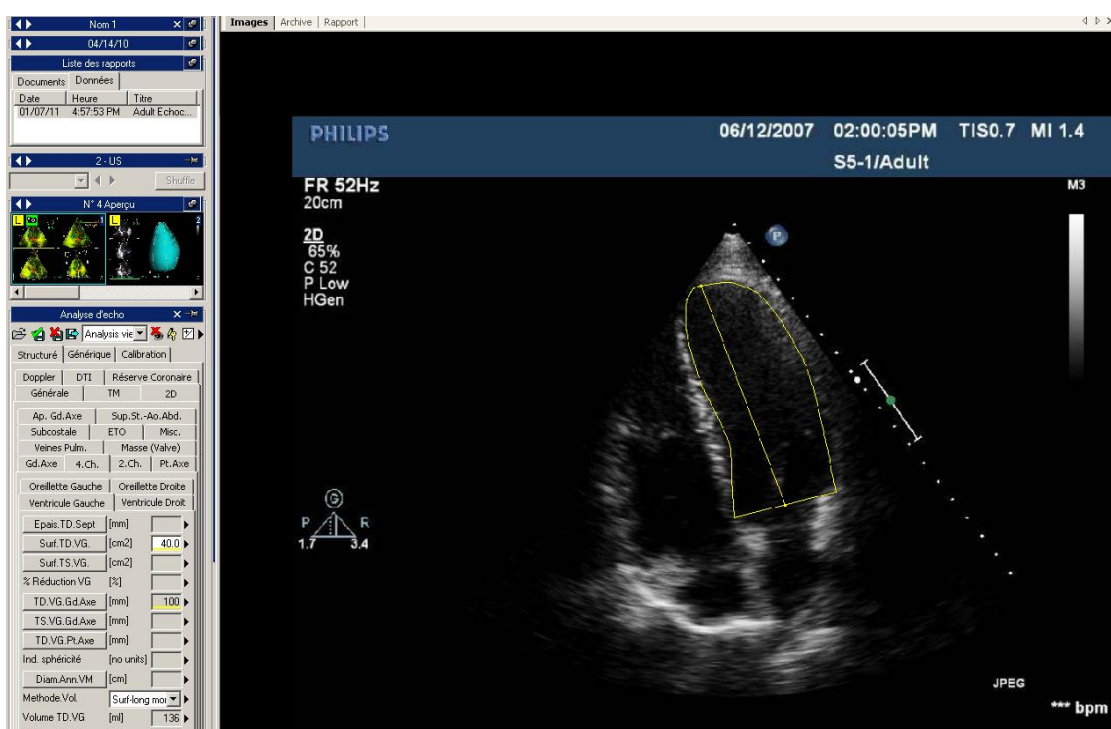 Nom 1
04/14/10
Liste des rapports
Documents Données
Date Heure Titre
01/07/11 4:57:53 PM Adult Echoc...
2 - US
Shuffle
N° 4 Aperçu
L 1 L 2
Analyse d'echo
Analysis vie
Structuré Générique Calibration
Doppler DTI Réserve Coronaire
Générale TM 2D
Ap. Gd.Axe Sup.St.-Ao.Abd.
Subcostale ETO Misc.
Veines Pulm. Masse (Valve)
Gd.Axe 4.Ch. 2.Ch. Pt.Axe
Oreillette Gauche Oreillette Droite
Ventricule Gauche Ventricule Droit
Epais.TD.Sept [mm]
Surf.TD.VG. [cm2] 40.0
Surf.TS.VG. [cm2]
% Réduction VG [%]
TD.VG.Gd.Axe [mm] 100
TS.VG.Gd.Axe [mm]
TD.VG.Pt.Axe [mm]
Ind. sphéricité [no units]
Diam.Ann.VM [cm]
Methode.Vol. Surf-long
Volume TD.VG [ml] 136
Images Archive Rapport
PHILIPS 06/12/2007 02:00:05PM TIS0.7 MI 1.4
S5-1/Adult
FR 52Hz
20cm
M3
2D
65%
C 52
P Low
HGen
P
G
P R
1.7 3.4
JPEG
*** bpm